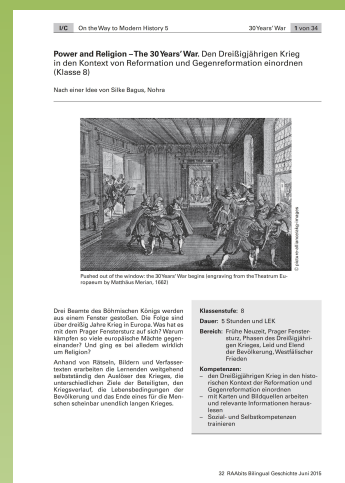 I/C On the Way to Modern History 5 30 Years' War 1 von 34
Power and Religion – The 30 Years' War. Den Dreißigjährigen Krieg
in den Kontext von Reformation und Gegenreformation einordnen
(Klasse 8)
Nach einer Idee von Silke Bagus, Nohra
© picture-alliance/akg-images
Pushed out of the window: the 30 Years' War begins (engraving from the Theatrum Eu-
ropaeum by Matthäus Merian, 1662)
Drei Beamte des Böhmischen Königs werden
aus einem Fenster gestoßen. Die Folge sind
über dreißig Jahre Krieg in Europa. Was hat es
mit dem Prager Fenstersturz auf sich? Warum
kämpfen so viele europäische Mächte gegen-
einander? Und ging es bei alledem wirklich
um Religion?
Anhand von Rätseln, Bildern und Verfasser-
texten erarbeiten die Lernenden weitgehend
selbstständig den Auslöser des Krieges, die
unterschiedlichen Ziele der Beteiligten, den
Kriegsverlauf, die Lebensbedingungen der
Bevölkerung und das Ende eines für die Men-
schen scheinbar unendlich langen Krieges.
Klassenstufe: 8
Dauer: 5 Stunden und LEK
Bereich: Frühe Neuzeit, Prager Fenster-
sturz, Phasen des Dreißigjähri-
gen Krieges, Leid und Elend
der Bevölkerung, Westfälischer
Frieden
Kompetenzen:
– den Dreißigjährigen Krieg in den histo-
rischen Kontext der Reformation und
Gegenreformation einordnen
– mit Karten und Bildquellen arbeiten
und relevante Informationen heraus-
lesen
– Sozial- und Selbstkompetenzen
trainieren
32 RAAbits Bilingual Geschichte Juni 2015